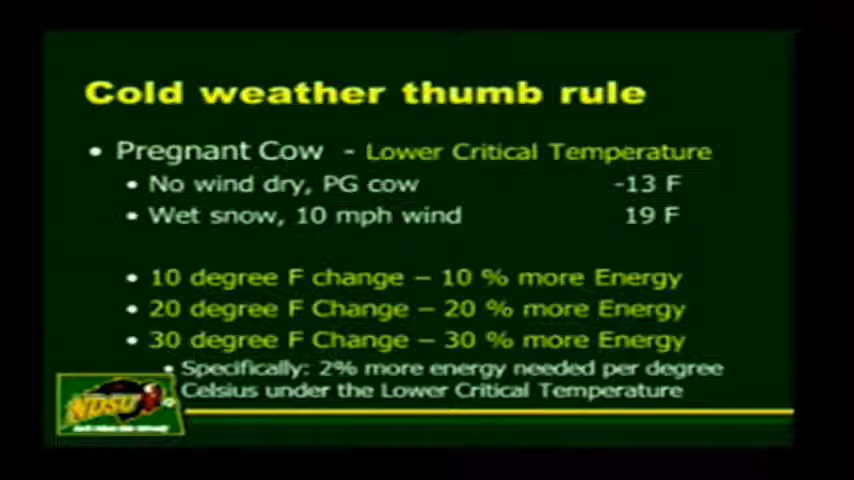 Cold weather thumb rule
• Pregnant Cow - Lower Critical Temperature
• No wind dry, PG cow -13 F
• Wet snow, 10 mph wind 19 F
• 10 degree F change – 10 % more Energy
• 20 degree F Change – 20 % more Energy
• 30 degree F Change – 30 % more Energy
• Specifically: 2% more energy needed per degree
Celsius under the Lower Critical Temperature
NDSU